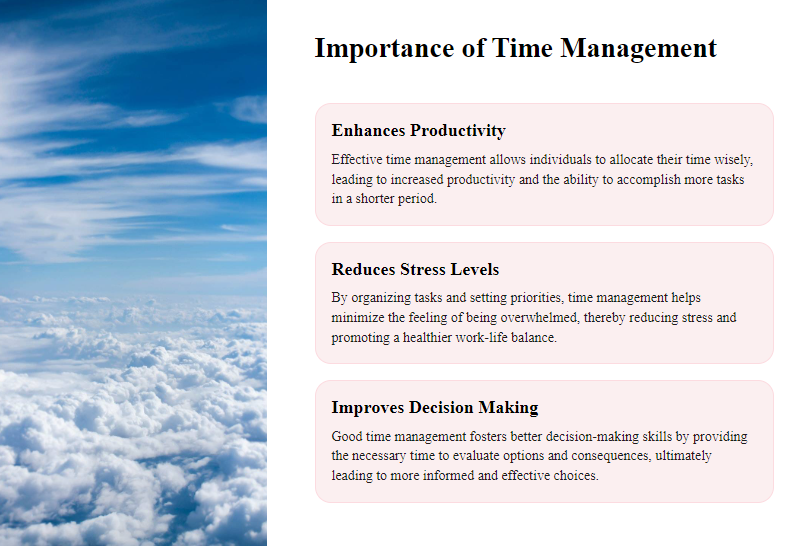 Importance of Time Management
Enhances Productivity
Effective time management allows individuals to allocate their time wisely,
leading to increased productivity and the ability to accomplish more tasks
in a shorter period.
Reduces Stress Levels
By organizing tasks and setting priorities, time management helps
minimize the feeling of being overwhelmed, thereby reducing stress and
promoting a healthier work-life balance.
Improves Decision Making
Good time management fosters better decision-making skills by providing
the necessary time to evaluate options and consequences, ultimately
leading to more informed and effective choices.